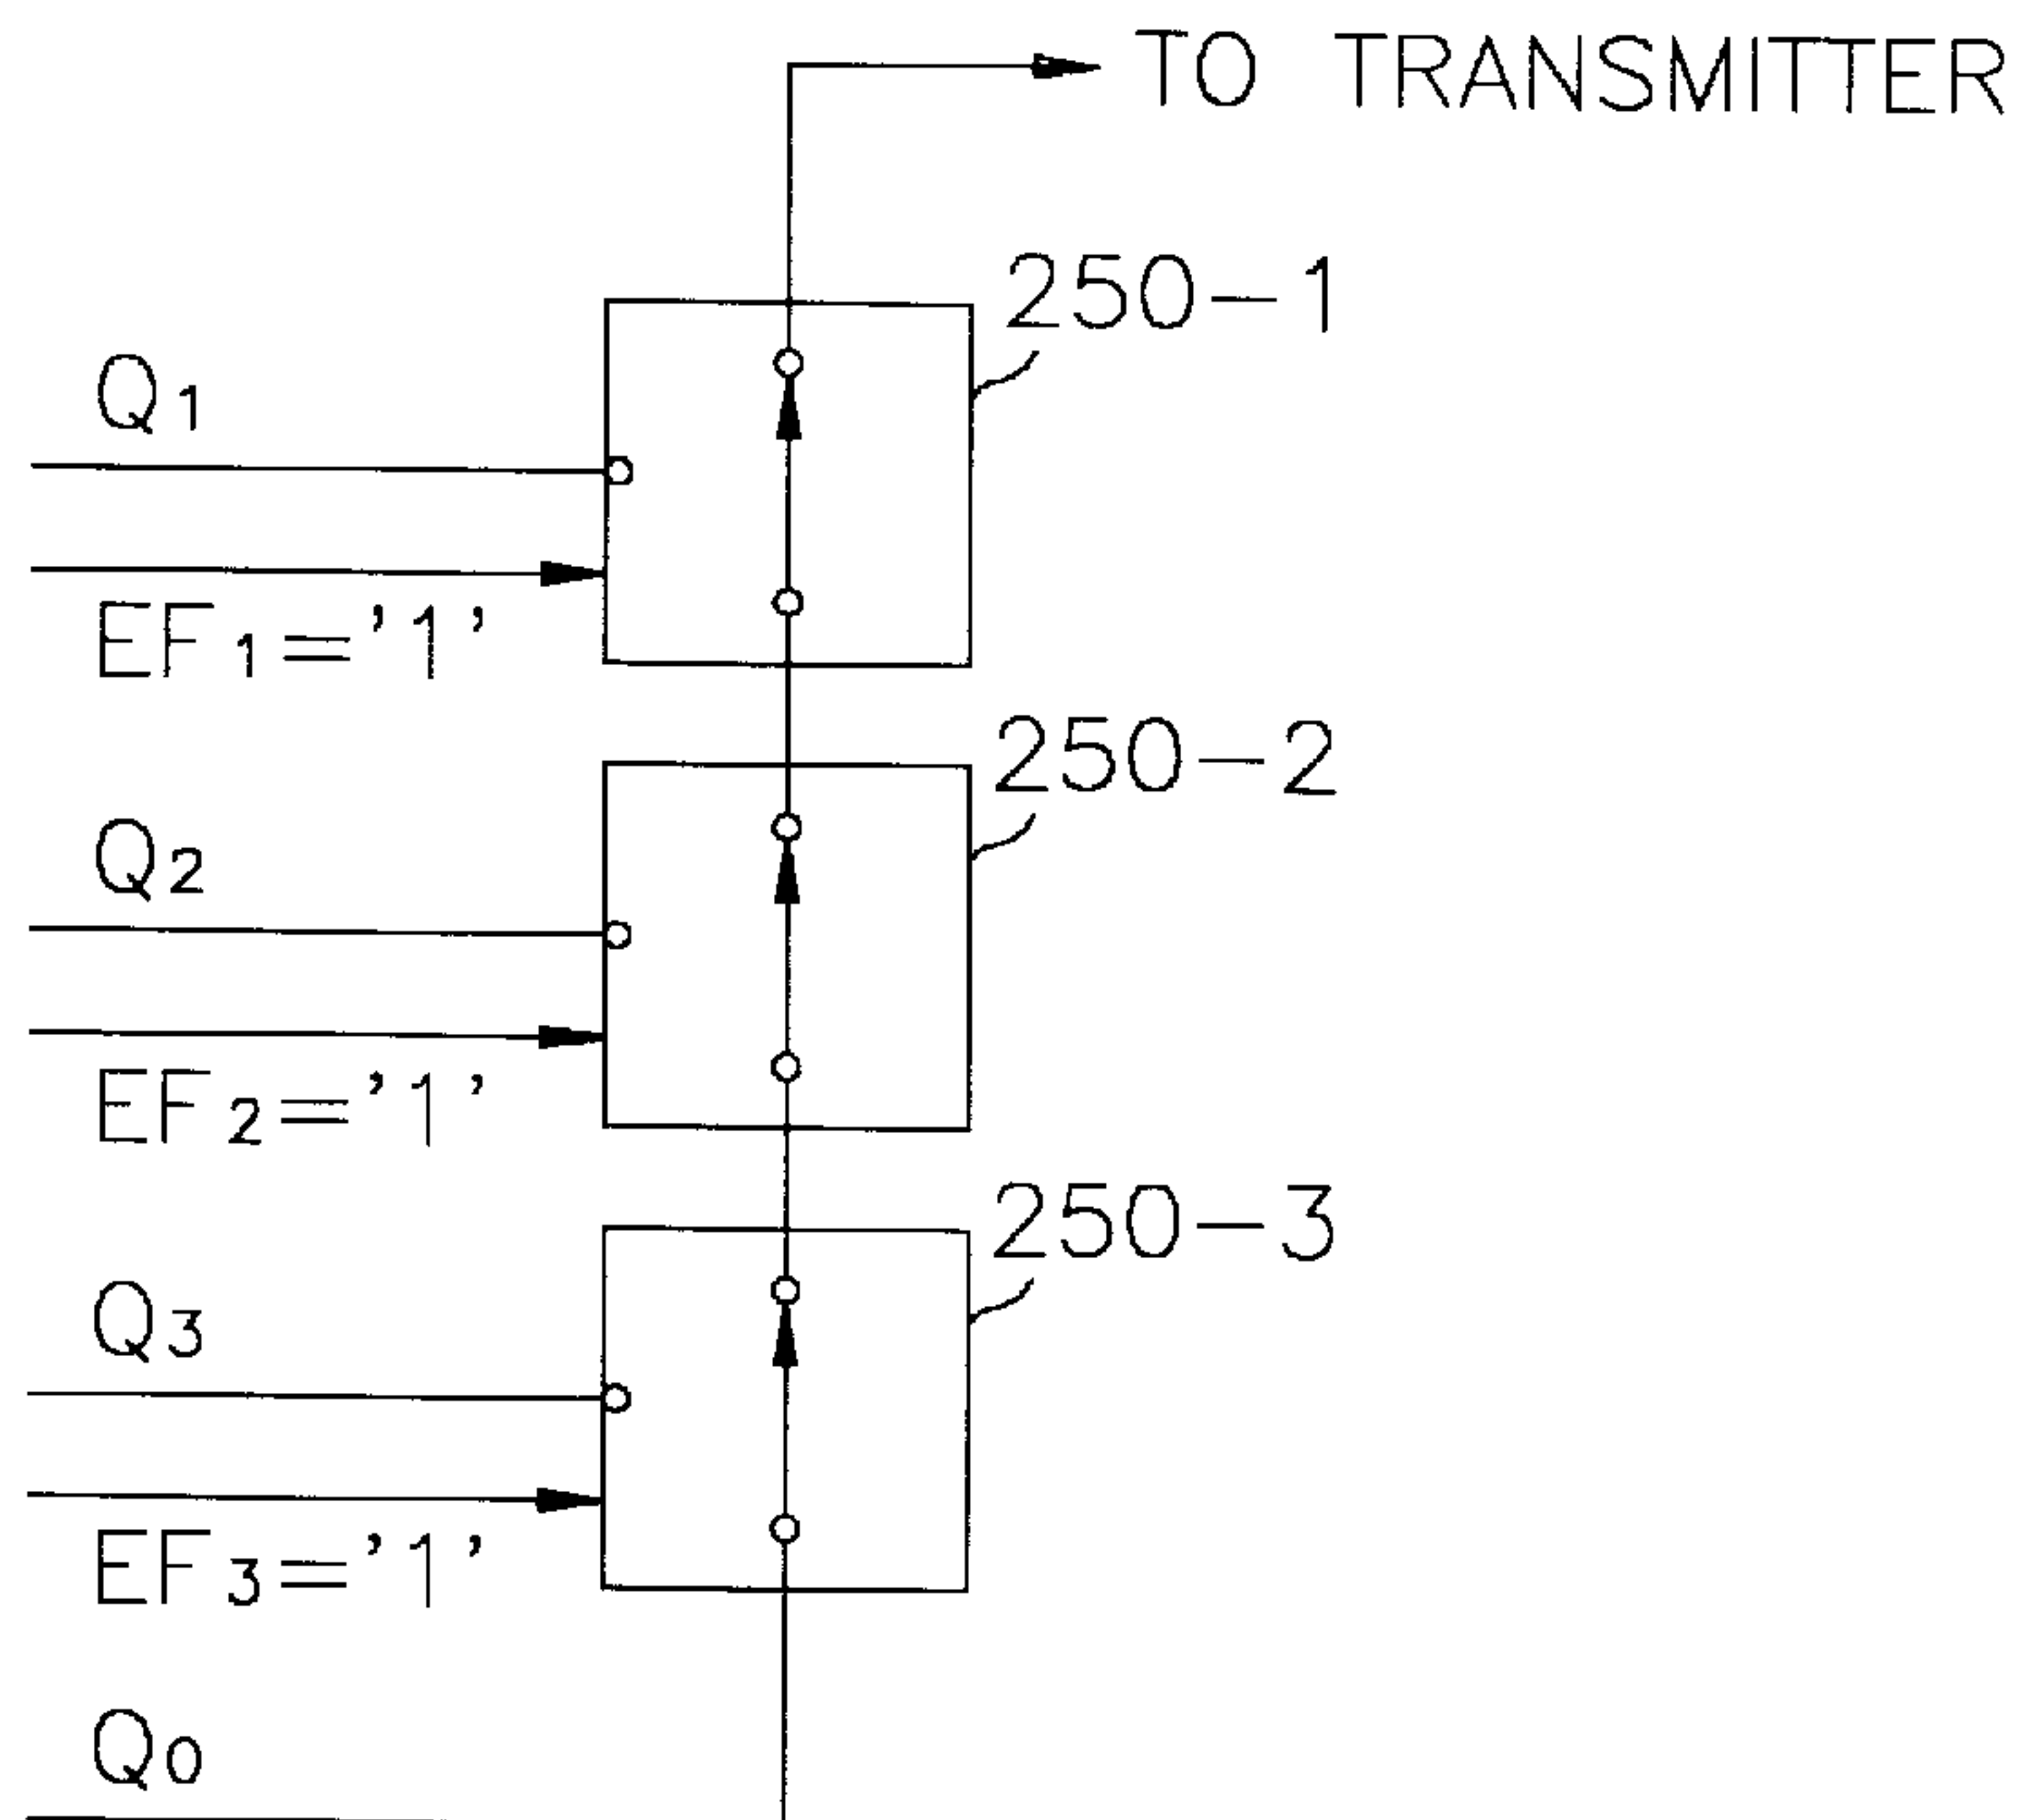 TO TRANSMITTER
250-1
Q1
EF1='1'
250-2
Q2
EF2='1'
250-3
Q3
EF3='1'
Q0